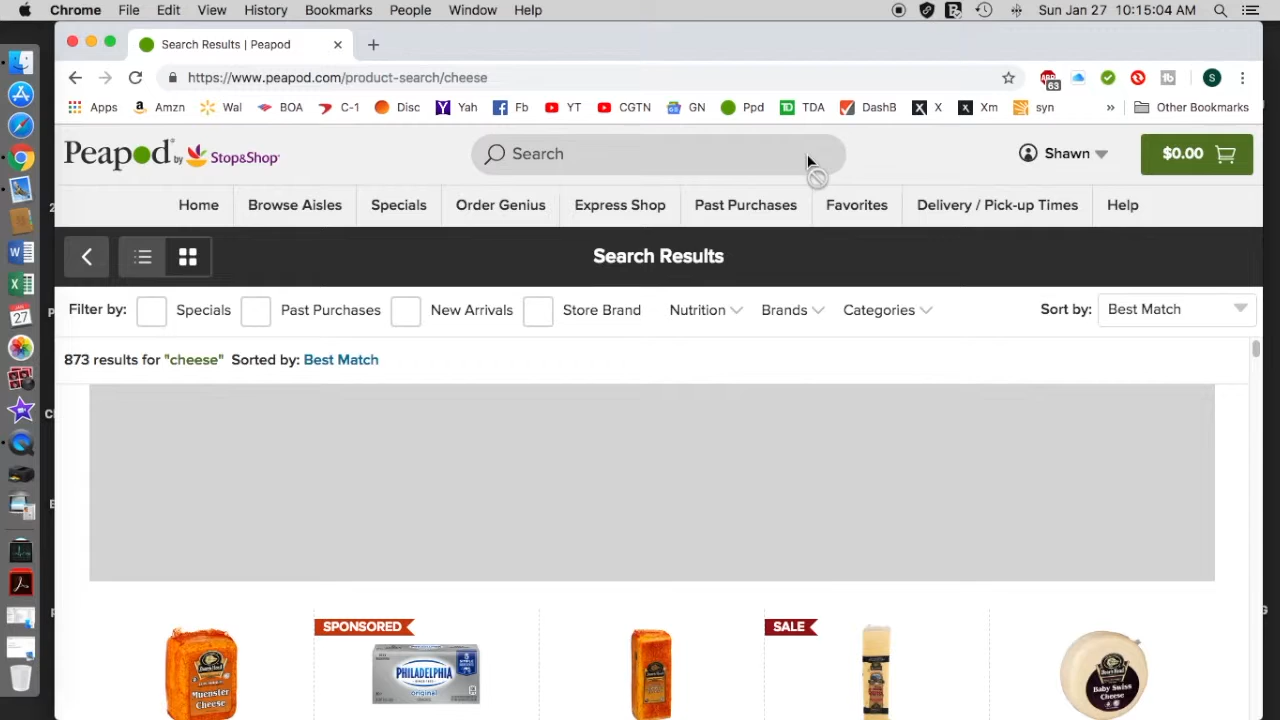 Chrome File Edit View History Bookmarks People Window Help Sun Jan 27 10:15:04 AM
Search Results | Peapod
https://www.peapod.com/product-search/cheese
63
S
Apps Amzn Wal BOA C-1 Disc Yah Fb YT CGTN GN Ppd TDA DashB X Xm syn » Other Bookmarks
Peapod by Stop&Shop
Search
Shawn
$0.00
Home Browse Aisles Specials Order Genius Express Shop Past Purchases Favorites Delivery / Pick-up Times Help
Search Results
Filter by: Specials Past Purchases New Arrivals Store Brand Nutrition Brands Categories Sort by: Best Match
873 results for "cheese" Sorted by: Best Match
SPONSORED
SALE
Muenster Cheese
PHILADELPHIA
original
Baby Swiss Cheese